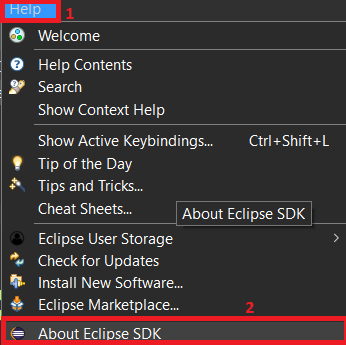 Help 1
Welcome
Help Contents
Search
Show Context Help
Show Active Keybindings... Ctrl+Shift+L
Tip of the Day
Tips and Tricks...
Cheat Sheets...
About Eclipse SDK
Eclipse User Storage
Check for Updates
Install New Software...
Eclipse Marketplace...
2
About Eclipse SDK